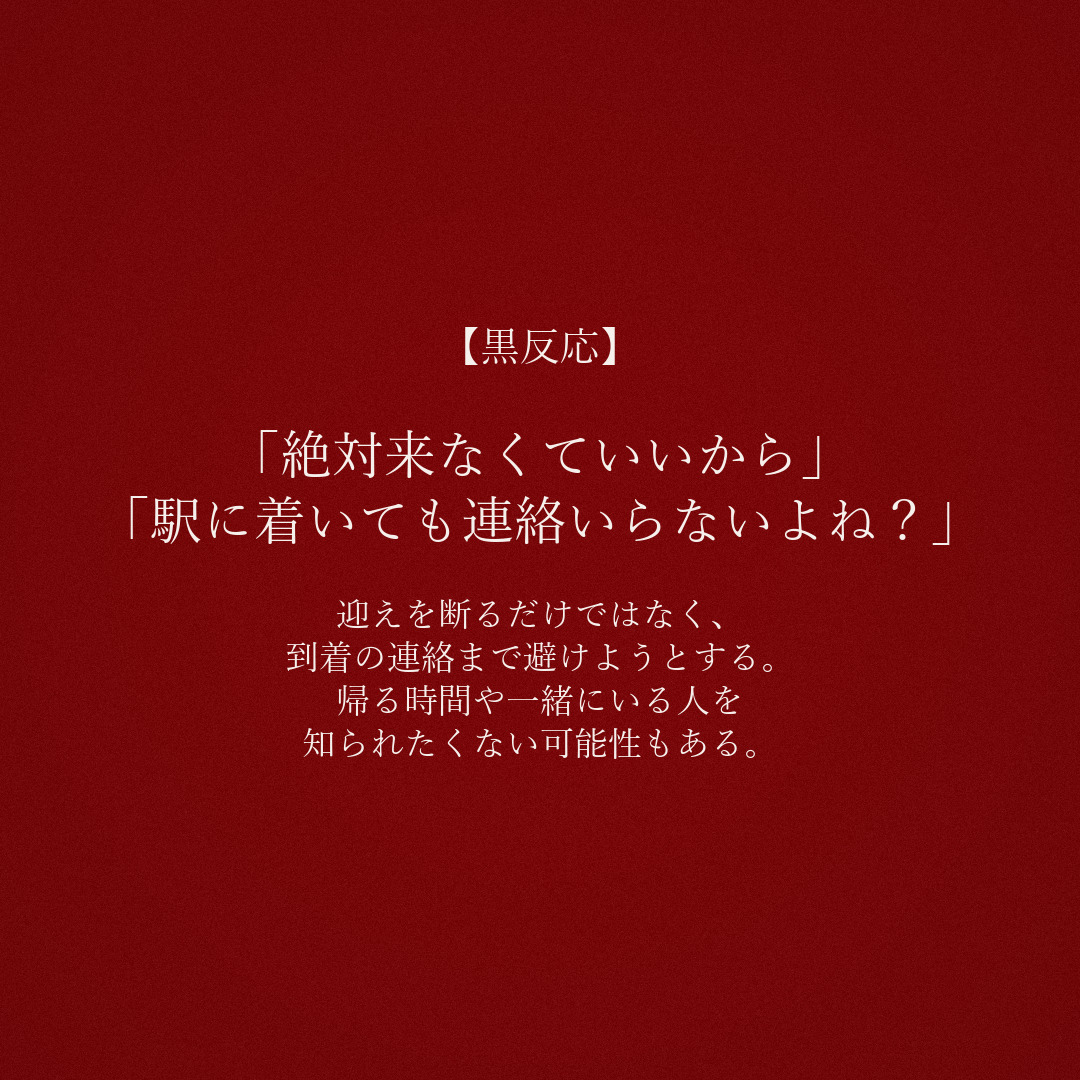 【黒反応】
「絶対来なくていいから」
「駅に着いても連絡いらないよね？」
迎えを断るだけではなく、
到着の連絡まで避けようとする。
帰る時間や一緒にいる人を
知られたくない可能性もある。